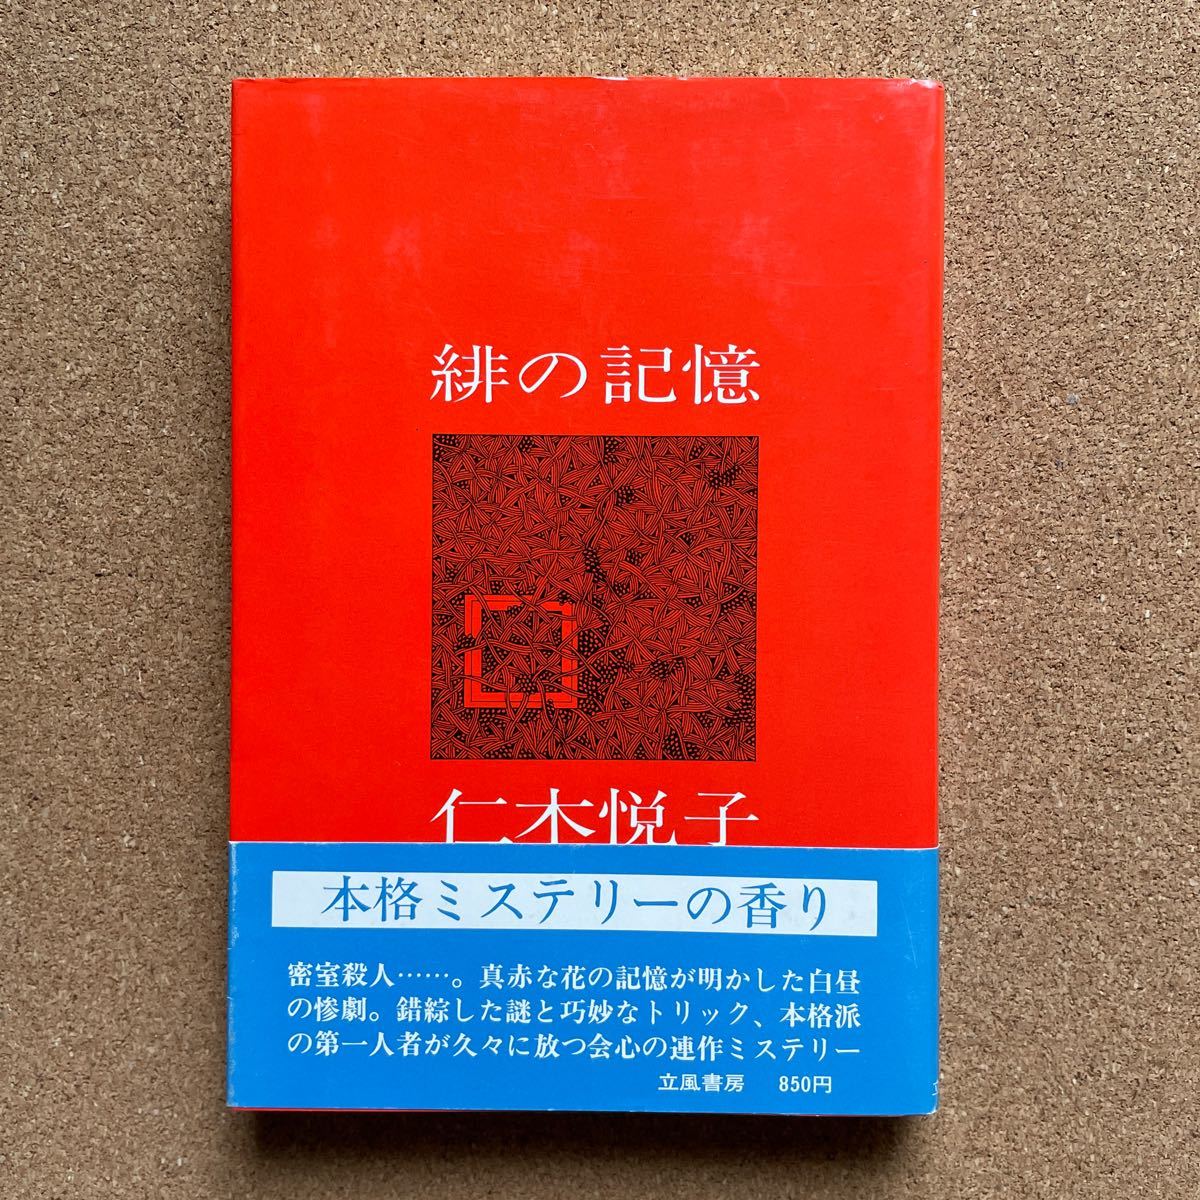 緋の記憶
仁木悦子
本格ミステリーの香り
密室殺人……。真赤な花の記憶が明かした白昼
の惨劇。錯綜した謎と巧妙なトリック、本格派
の第一人者が久々に放つ会心の連作ミステリー
立風書房 850円